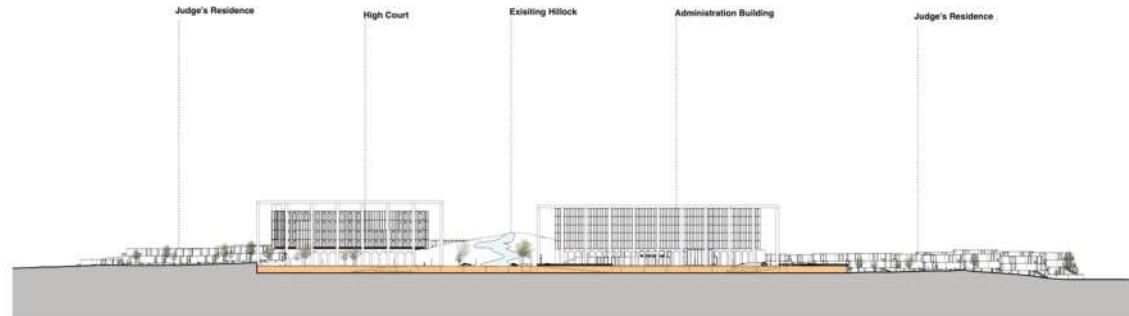 Judge's Residence
High Court
Exisiting Hillock
Administration Building
Judge's Residence